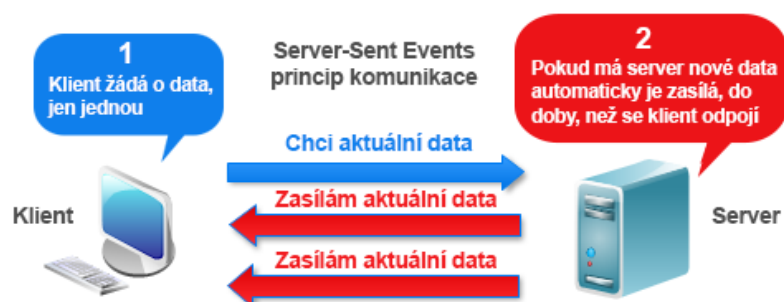 1
Klient žádá o data,
jen jednou
Server-Sent Events
princip komunikace
2
Pokud má server nové data
automaticky je zasílá, do
doby, než se klient odpojí
Chci aktuální data
Zasílám aktuální data
Klient
Server
Zasílám aktuální data